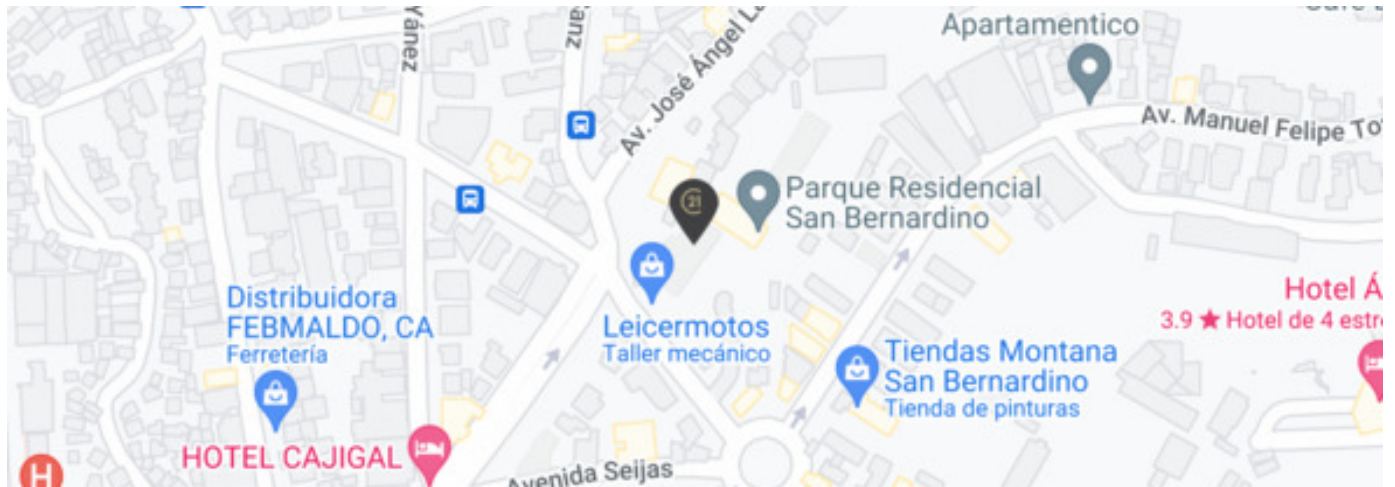 Yánez
Av. José Ángel La
Apartamentico
Av. Manuel Felipe To
21
Parque Residencial
San Bernardino
Distribuidora
FEBMALDO, CA
Ferretería
Leicermotos
Taller mecánico
Hotel Á
3.9 ★ Hotel de 4 estre
Tiendas Montana
San Bernardino
Tienda de pinturas
HOTEL CAJIGAL
H
Avenida Seijas